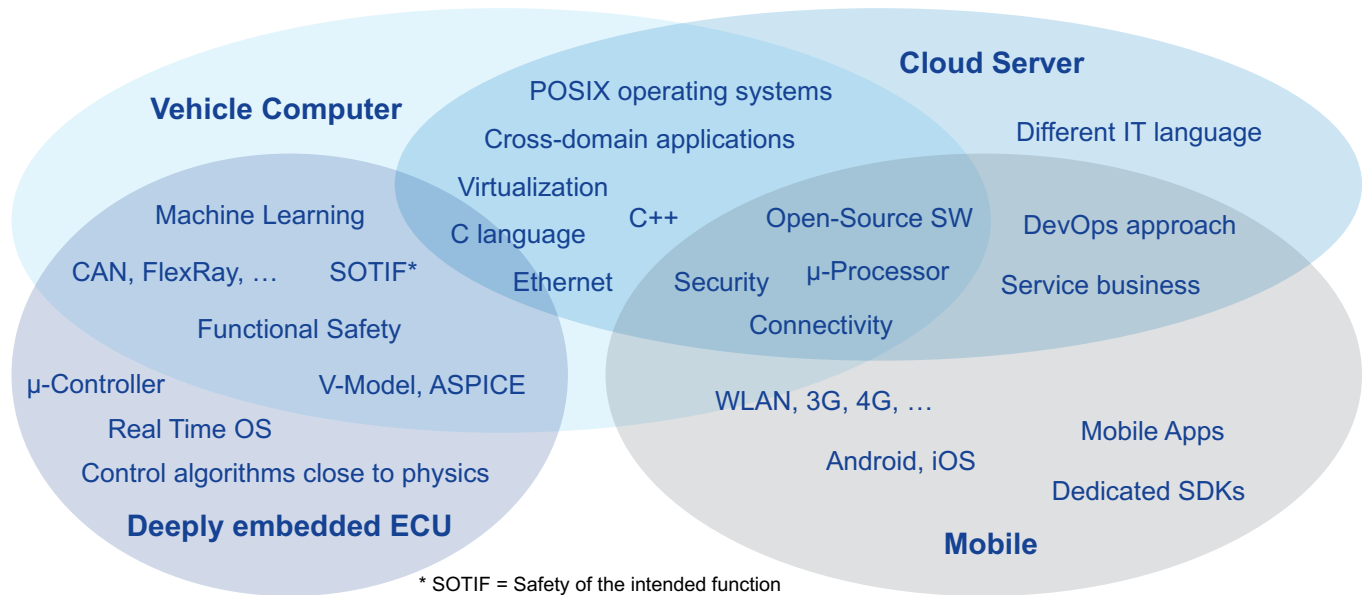 Cloud Server
Vehicle Computer
POSIX operating systems
Cross-domain applications
Different IT language
Virtualization
Machine Learning
C++
Open-Source SW
DevOps approach
C language
CAN, FlexRay, …
SOTIF*
Ethernet
Security
µ-Processor
Service business
Functional Safety
Connectivity
µ-Controller
V-Model, ASPICE
WLAN, 3G, 4G, …
Real Time OS
Mobile Apps
Android, iOS
Control algorithms close to physics
Dedicated SDKs
Deeply embedded ECU
Mobile
* SOTIF = Safety of the intended function